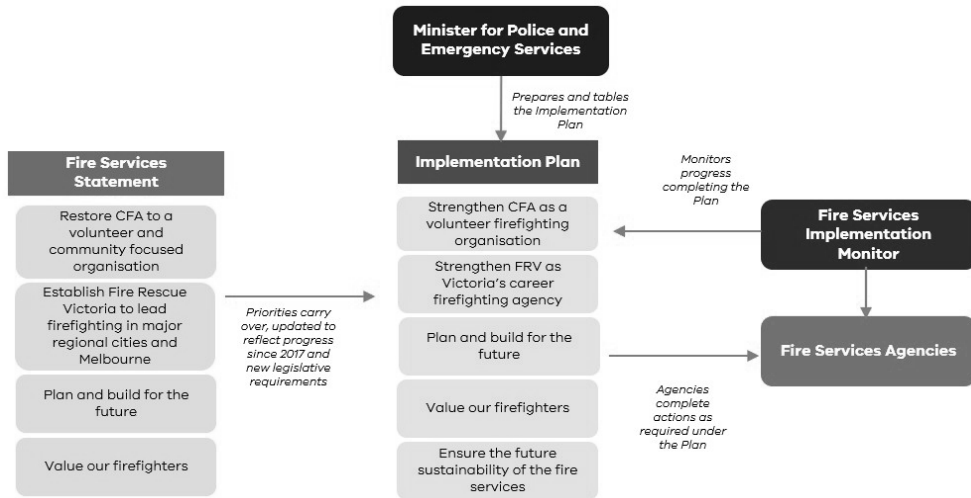 Minister for Police and
Emergency Services
Prepares and tables
the Implementation
Plan
Fire Services
Statement
Restore CFA to a
volunteer and
community focused
organisation
Establish Fire Rescue
Victoria to lead
firefighting in major
regional cities and
Melbourne
Plan and build for the
future
Value our firefighters
Priorities carry
over, updated to
reflect progress
since 2017 and
new legislative
requirements
Implementation Plan
Strengthen CFA as a
volunteer firefighting
organisation
Strengthen FRV as
Victoria's career
firefighting agency
Plan and build for the
future
Value our firefighters
Ensure the future
sustainability of the fire
services
Monitors
progress
completing the
Plan
Fire Services
Implementation
Monitor
Fire Services Agencies
Agencies
complete
actions as
required under
the Plan